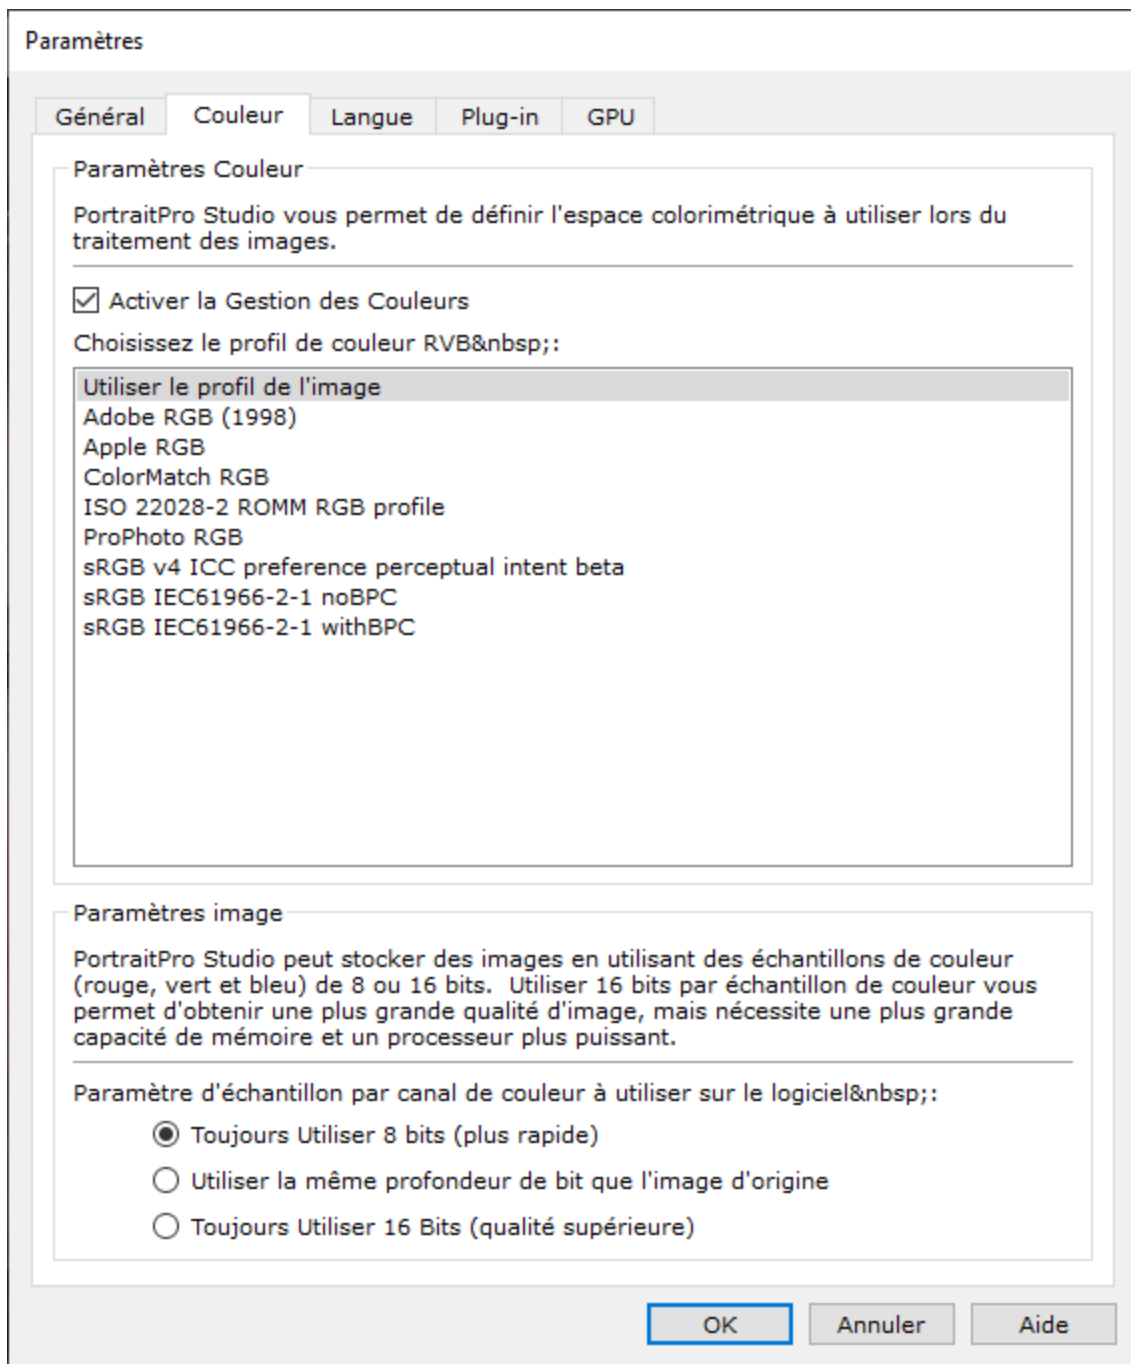 Paramètres
Général
Couleur
Langue
Plug-in
GPU
Paramètres Couleur
PortraitPro Studio vous permet de définir l'espace colorimétrique à utiliser lors du
traitement des images.
Activer la Gestion des Couleurs
Choisissez le profil de couleur RVB&nbsp;:
Utiliser le profil de l'image
Adobe RGB (1998)
Apple RGB
ColorMatch RGB
ISO 22028-2 ROMM RGB profile
ProPhoto RGB
sRGB v4 ICC preference perceptual intent beta
sRGB IEC61966-2-1 noBPC
sRGB IEC61966-2-1 withBPC
Paramètres image
PortraitPro Studio peut stocker des images en utilisant des échantillons de couleur
(rouge, vert et bleu) de 8 ou 16 bits.  Utiliser 16 bits par échantillon de couleur vous
permet d'obtenir une plus grande qualité d'image, mais nécessite une plus grande
capacité de mémoire et un processeur plus puissant.
Paramètre d'échantillon par canal de couleur à utiliser sur le logiciel&nbsp;:
Toujours Utiliser 8 bits (plus rapide)
Utiliser la même profondeur de bit que l'image d'origine
Toujours Utiliser 16 Bits (qualité supérieure)
OK
Annuler
Aide